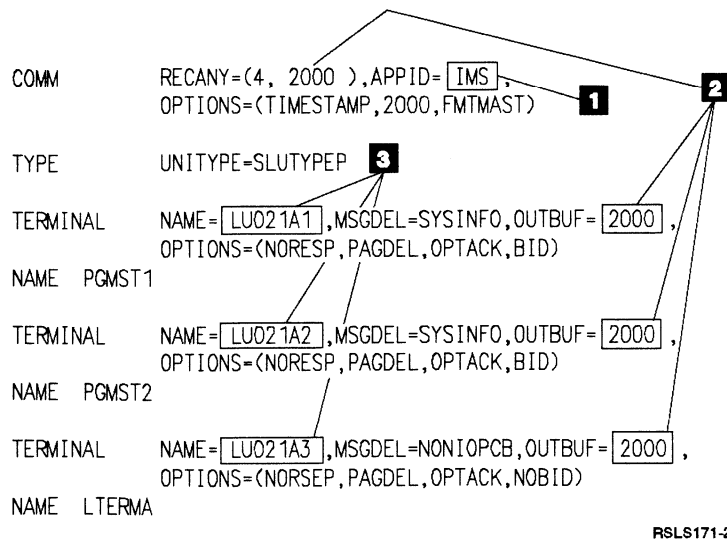 COMM RECANY=(4, 2000 ),APPID= IMS ,
OPTIONS=(TIMESTAMP,2000,FMTMAST)
1
2
TYPE UNITYPE=SLUTYPEP 3
TERMINAL NAME= LU021A1 ,MSGDEL=SYSINFO,OUTBUF= 2000 ,
OPTIONS=(NORESP,PAGDEL,OPTACK,BID)
NAME PGMST1
TERMINAL NAME= LU021A2 ,MSGDEL=SYSINFO,OUTBUF= 2000 ,
OPTIONS=(NORESP,PAGDEL,OPTACK,BID)
NAME PGMST2
TERMINAL NAME= LU021A3 ,MSGDEL=NONIOPCB,OUTBUF= 2000 ,
OPTIONS=(NORSEP,PAGDEL,OPTACK,NOBID)
NAME LTERMA
RSLS171-2